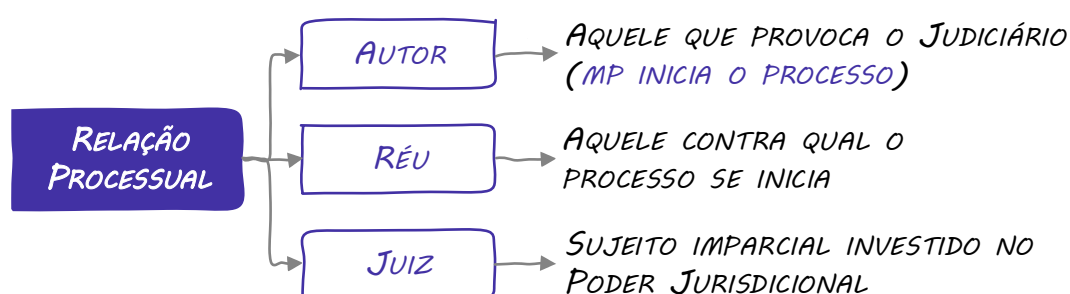 Relação
Processual
Autor
Aquele que provoca o Judiciário
(MP inicia o processo)
Réu
Aquele contra qual o
processo se inicia
Juiz
Sujeito imparcial investido no
Poder Jurisdicional